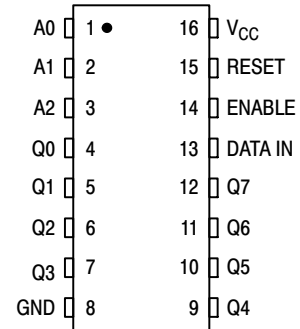 A0 1 16 VCC
A1 2 15 RESET
A2 3 14 ENABLE
Q0 4 13 DATA IN
Q1 5 12 Q7
Q2 6 11 Q6
Q3 7 10 Q5
GND 8 9 Q4